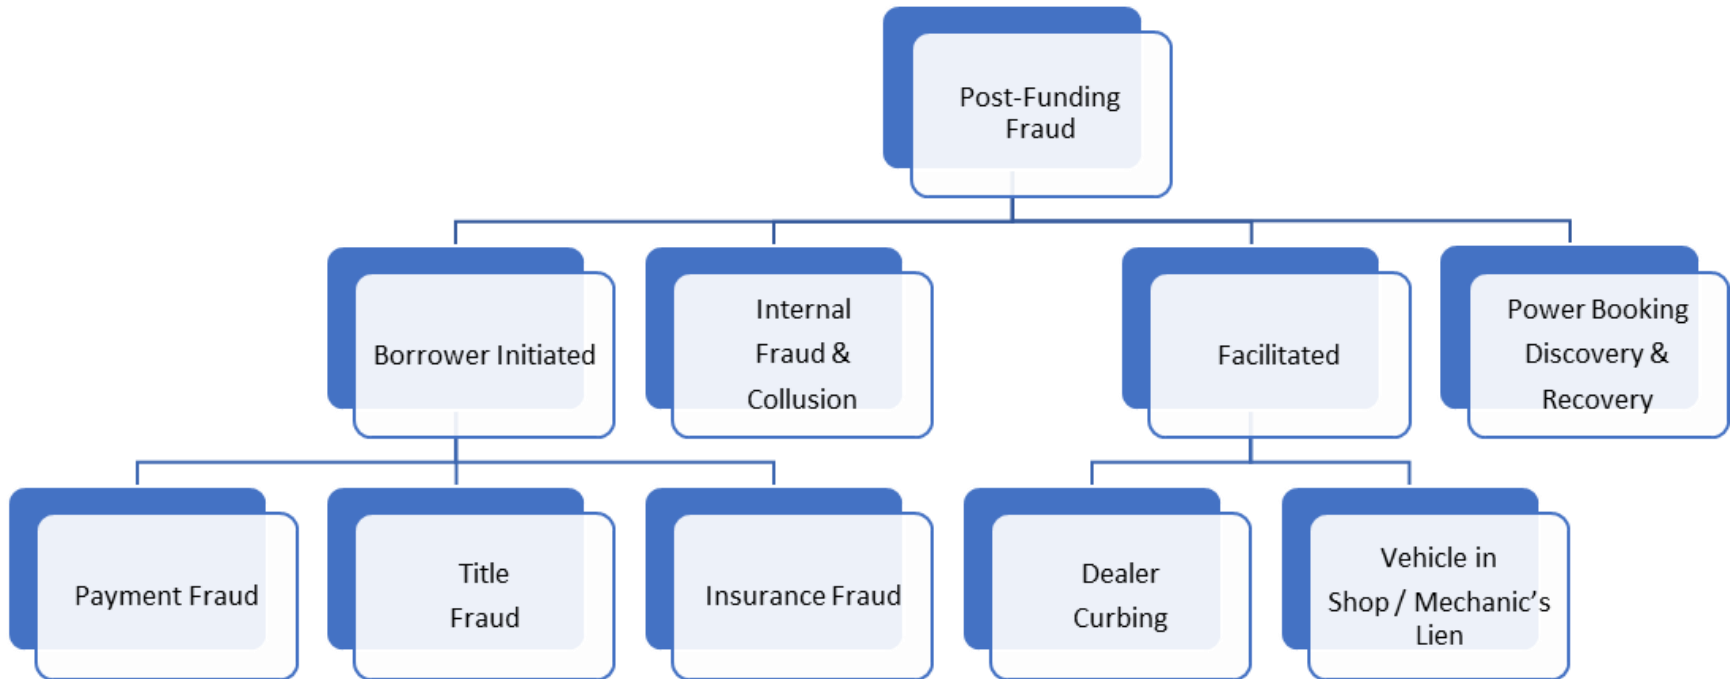 Post-Funding
Fraud
Borrower Initiated
Internal
Fraud &
Collusion
Facilitated
Power Booking
Discovery &
Recovery
Payment Fraud
Title
Fraud
Insurance Fraud
Dealer
Curbing
Vehicle in
Shop / Mechanic’s
Lien